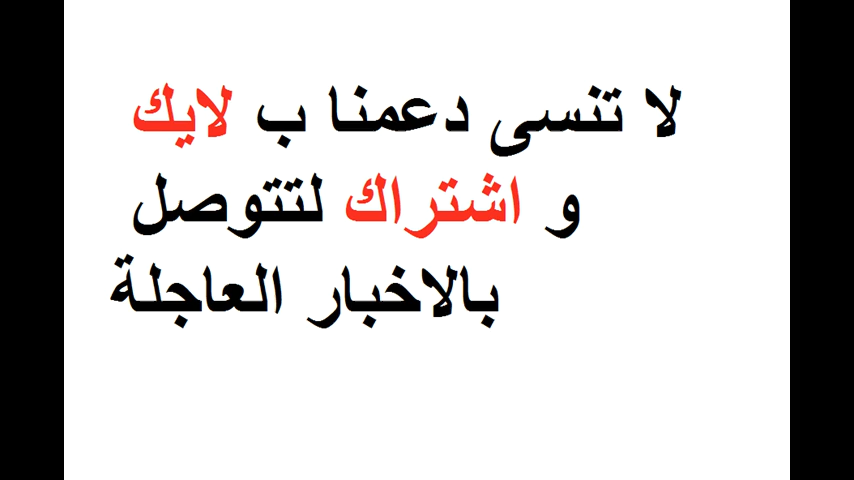 لا تنسى دعمنا ب لايك
و اشتراك لتتوصل
بالاخبار العاجلة